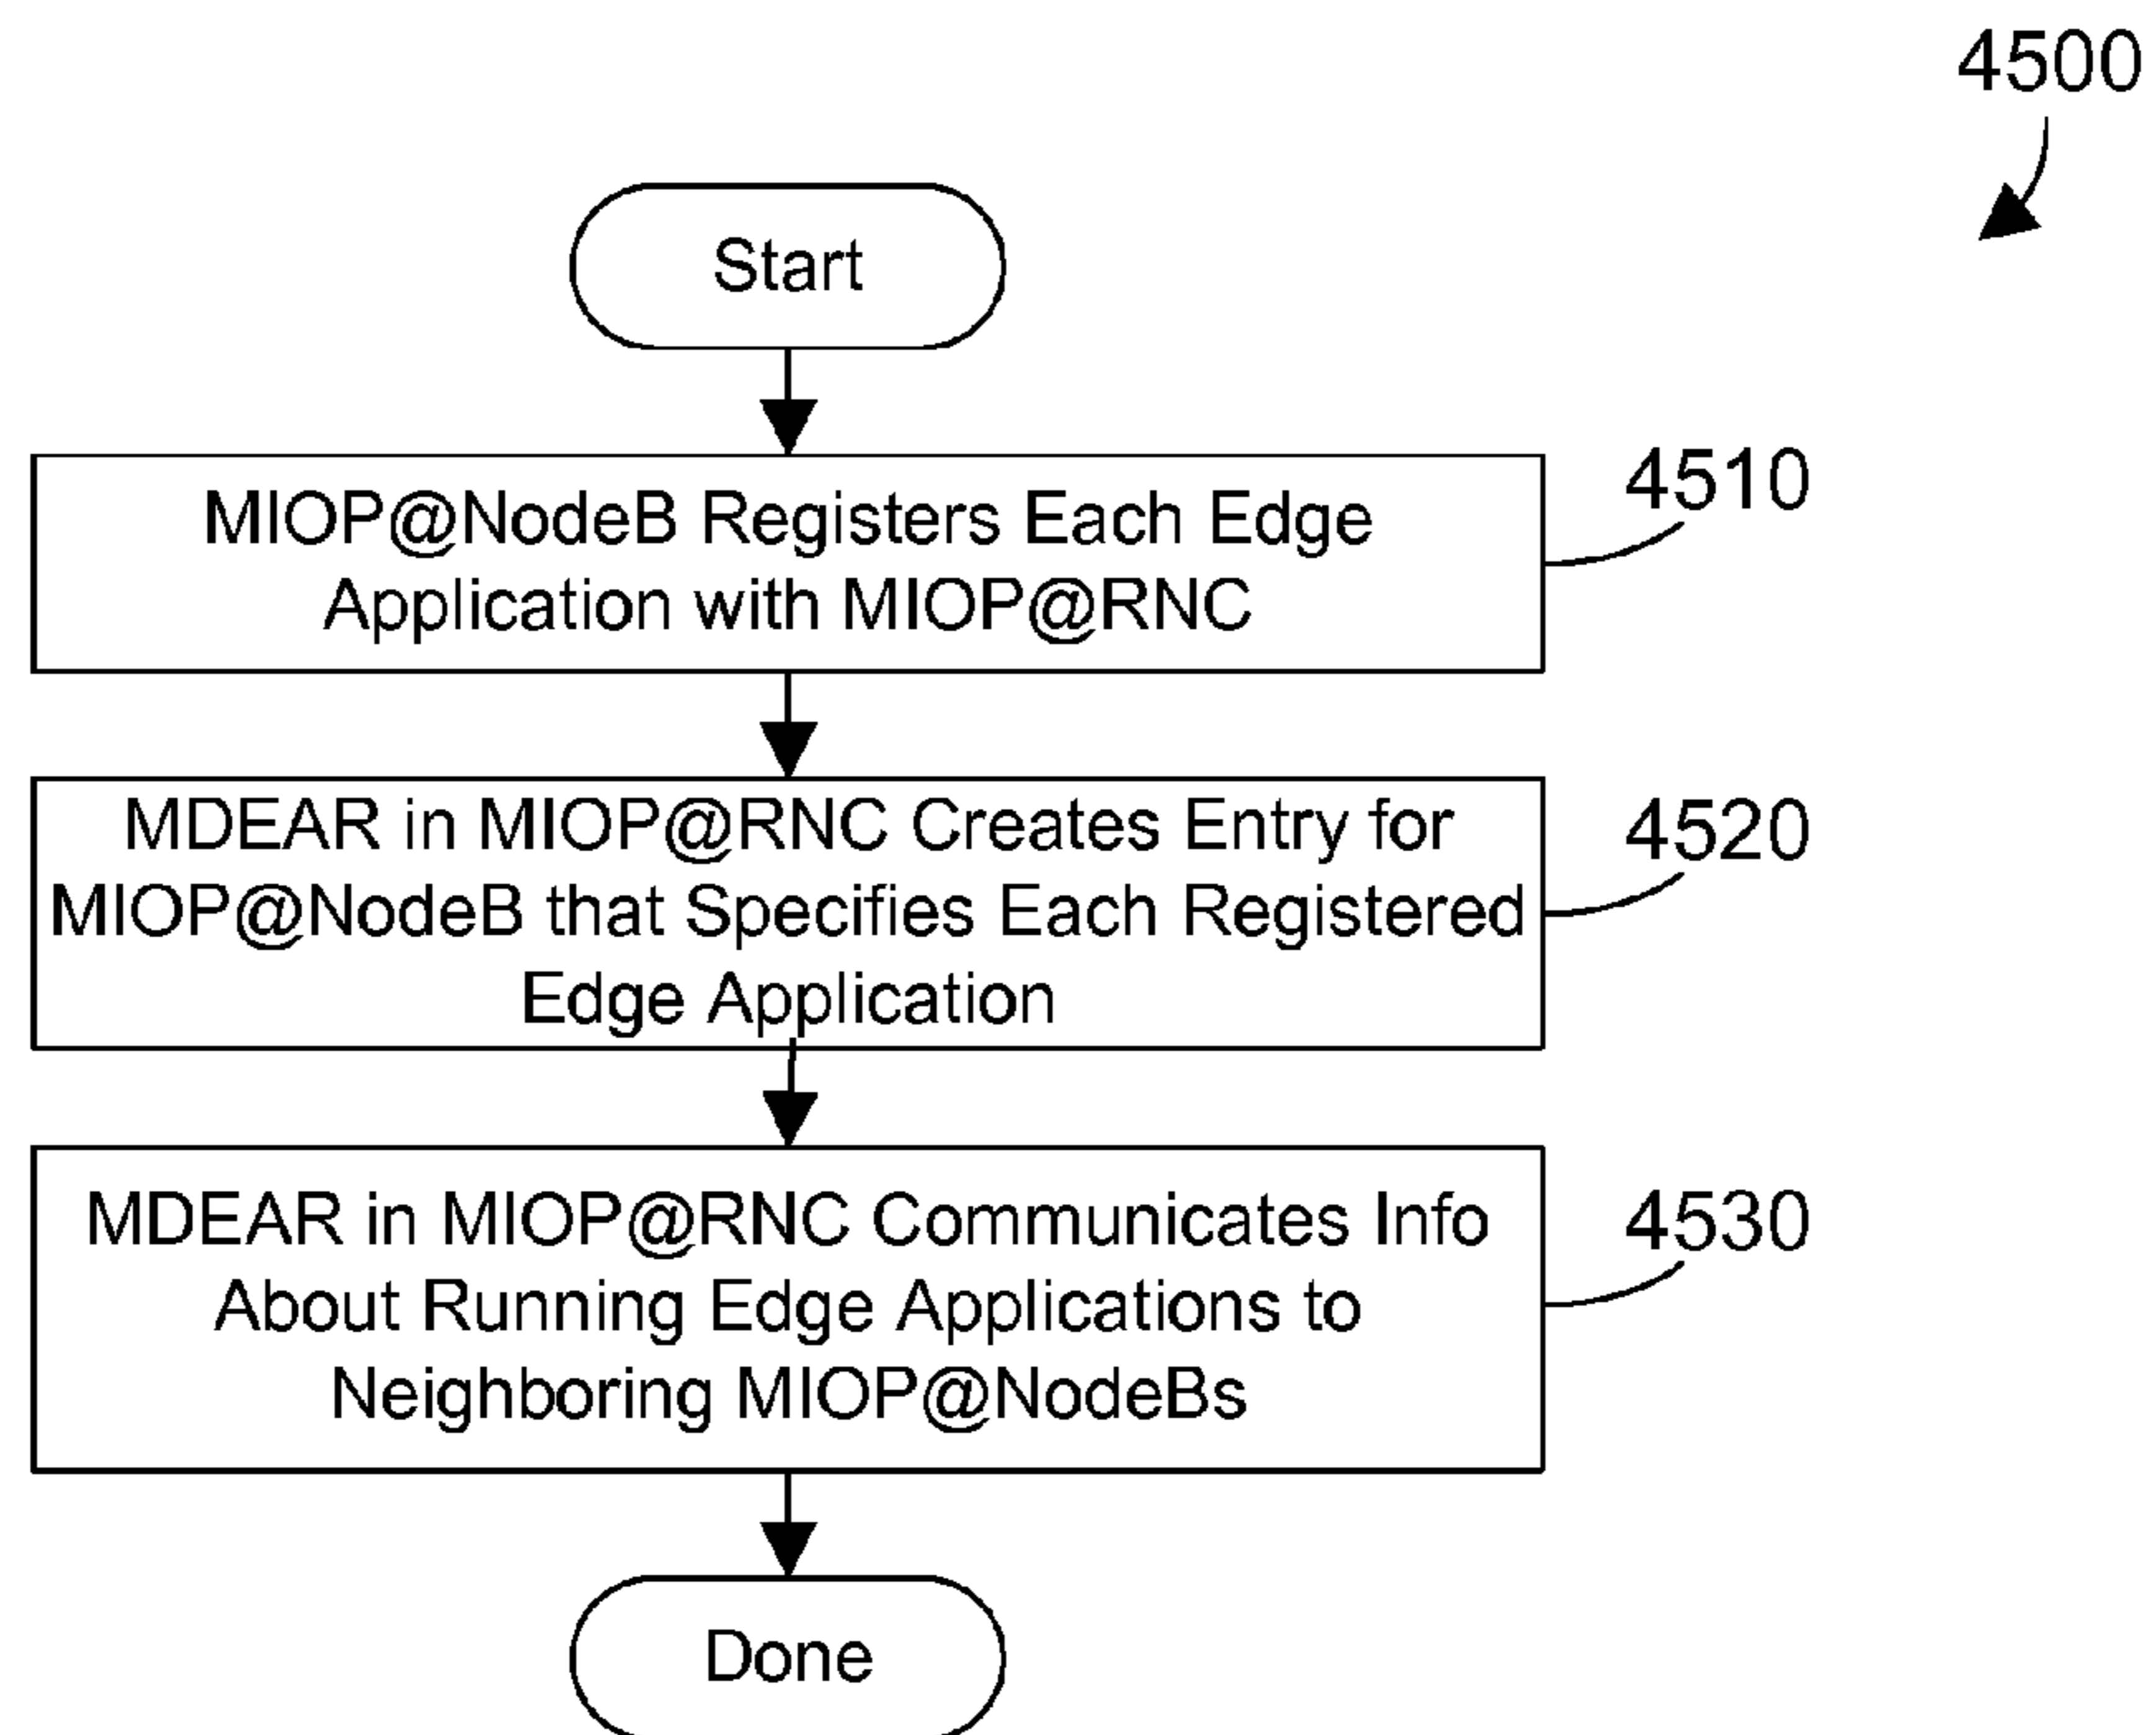 4500
Start
MIOP@NodeB Registers Each Edge
Application with MIOP@RNC
4510
MDEAR in MIOP@RNC Creates Entry for
MIOP@NodeB that Specifies Each Registered
Edge Application
4520
MDEAR in MIOP@RNC Communicates Info
About Running Edge Applications to
Neighboring MIOP@NodeBs
4530
Done